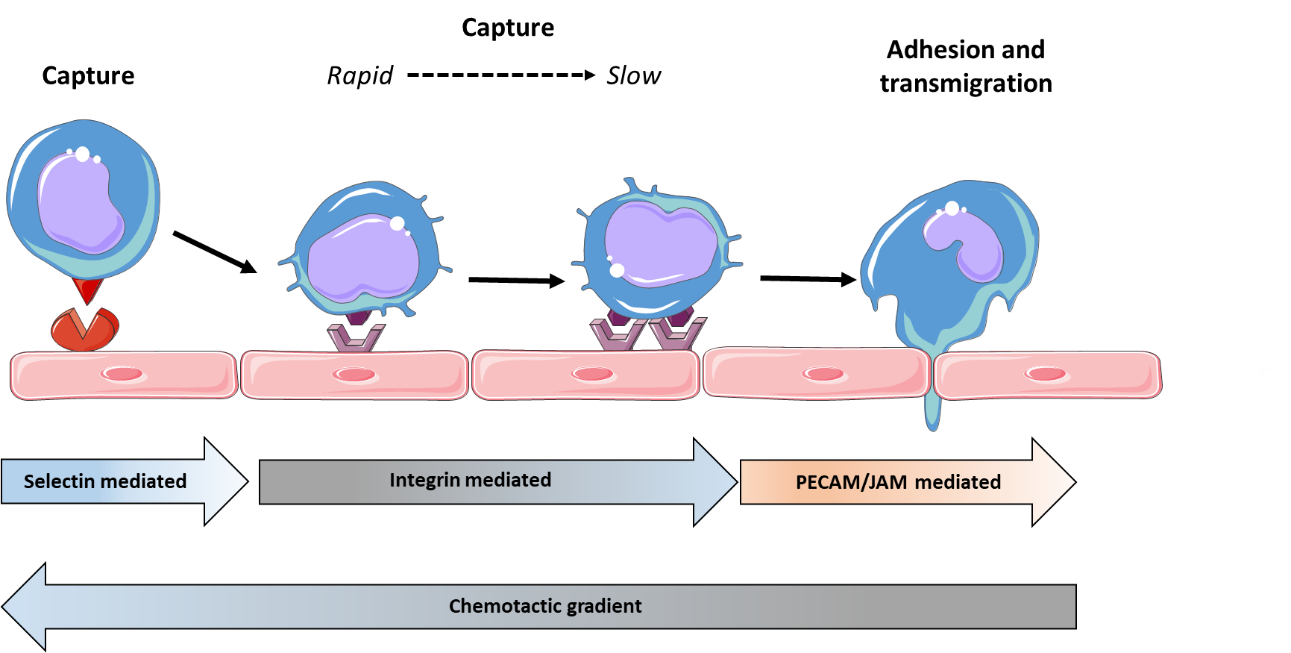 Capture
Capture
Rapid Slow
Adhesion and
transmigration
Selectin mediated
Integrin mediated
PECAM/JAM mediated
Chemotactic gradient